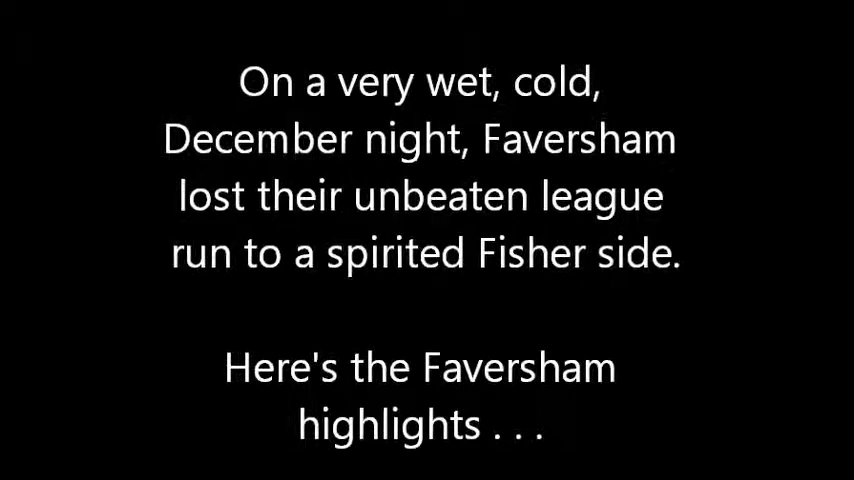 On a very wet, cold,
December night, Faversham
lost their unbeaten league
run to a spirited Fisher side.
Here's the Faversham
highlights . . .